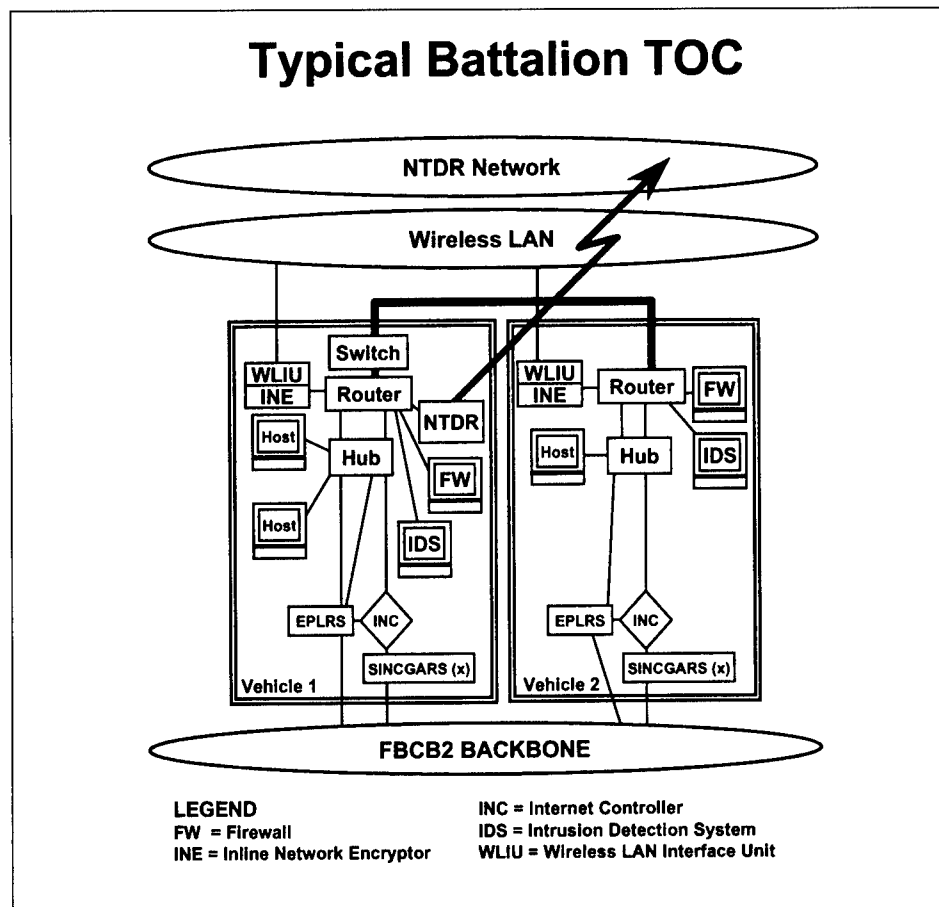 Typical Battalion TOC
NTDR Network
Wireless LAN
Switch
WLIU
INE
Router
NTDR
Host
Hub
FW
Host
IDS
EPLRS
INC
SINCGARS (x)
Vehicle 1
WLIU
INE
Router
FW
Host
Hub
IDS
EPLRS
INC
SINCGARS (x)
Vehicle 2
FBCB2 BACKBONE
LEGEND
FW = Firewall
INE = Inline Network Encryptor
INC = Internet Controller
IDS = Intrusion Detection System
WLIU = Wireless LAN Interface Unit